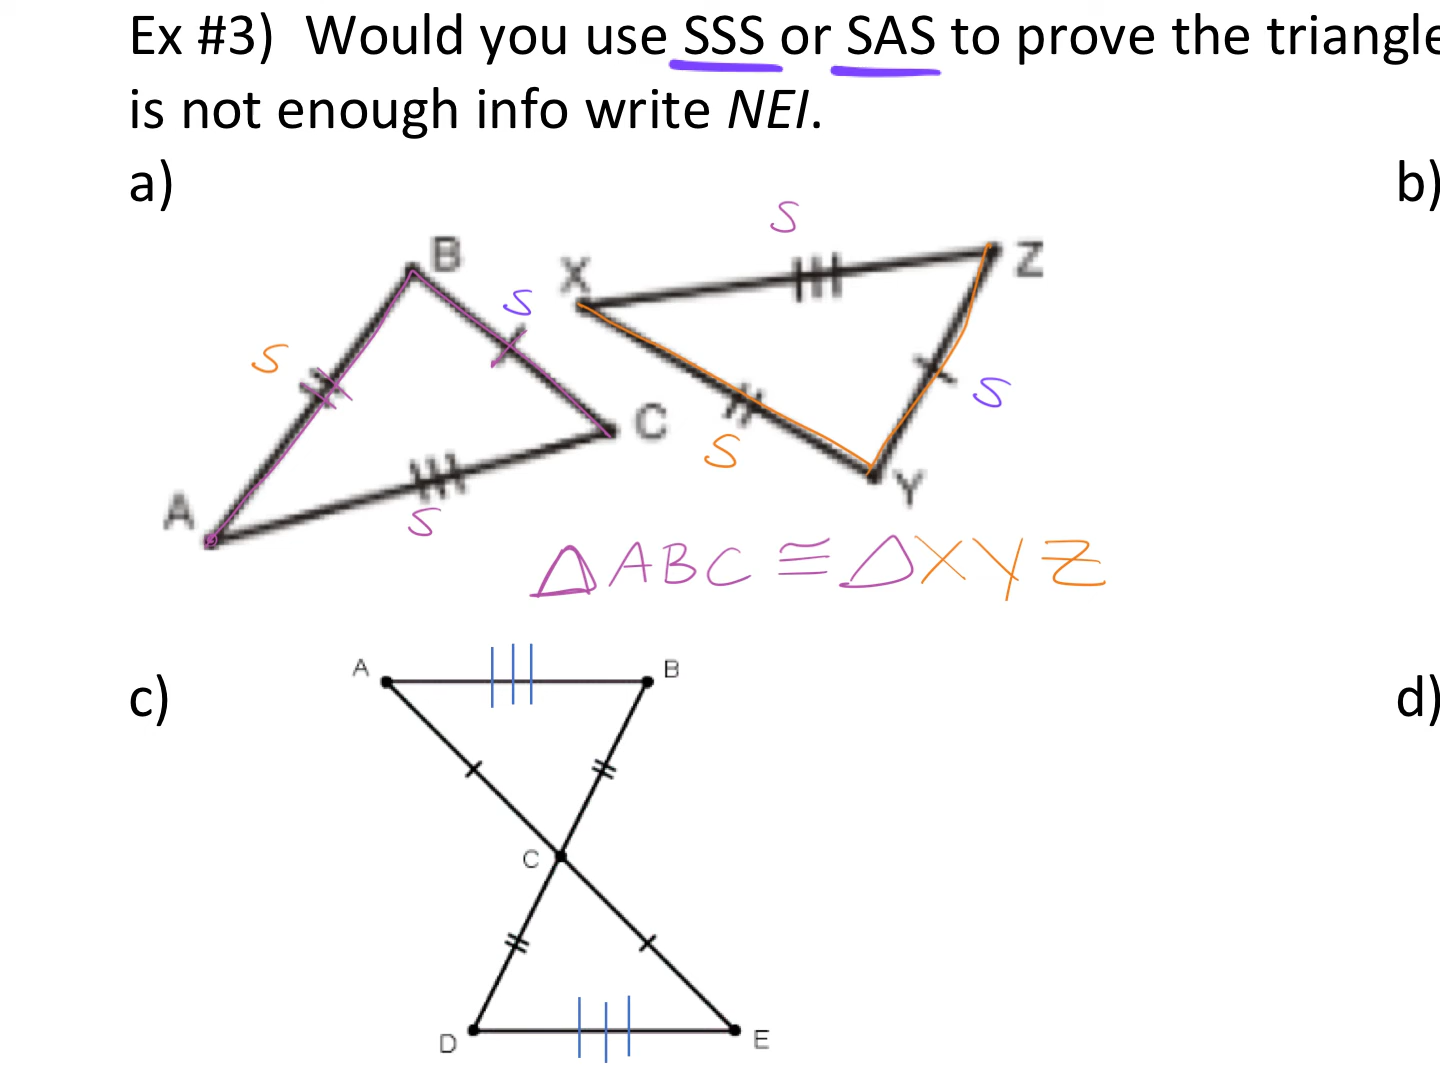 Ex #3) Would you use SSS or SAS to prove the triangle
is not enough info write NEI.
a)
b)
B
S
S
X
S
Z
S
S
A
S
C
Y
△ABC ≅ △XYZ
c)
d)
A
B
C
D
E